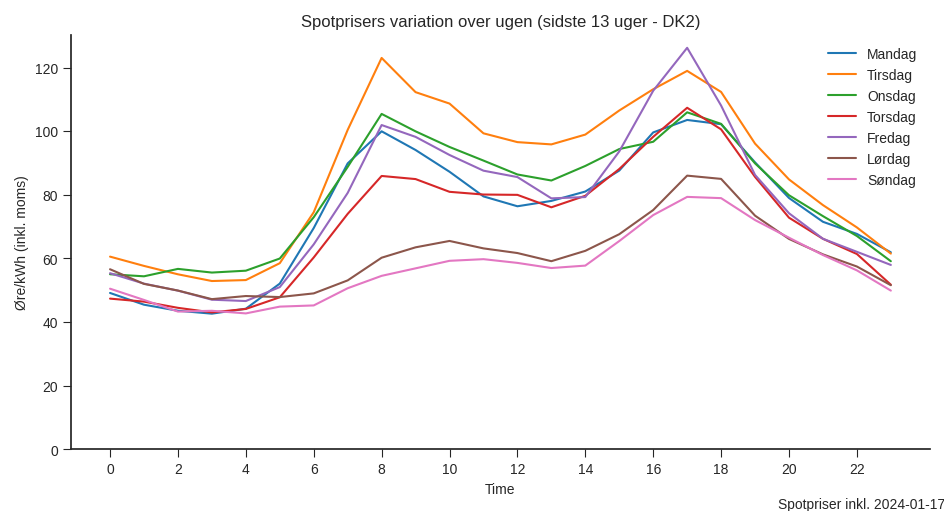 Spotprisers variation over ugen (sidste 13 uger - DK2)
Øre/kWh (inkl. moms)
120
100
80
60
40
20
0
Mandag
Tirsdag
Onsdag
Torsdag
Fredag
Lørdag
Søndag
0 2 4 6 8 10 12 14 16 18 20 22
Time
Spotpriser inkl. 2024-01-17